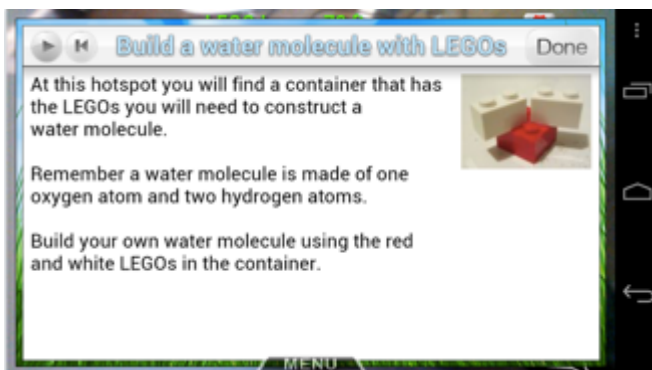 Build a water molecule with LEGOs
Done
At this hotspot you will find a container that has
the LEGOs you will need to construct a
water molecule.
Remember a water molecule is made of one
oxygen atom and two hydrogen atoms.
Build your own water molecule using the red
and white LEGOs in the container.
MENU